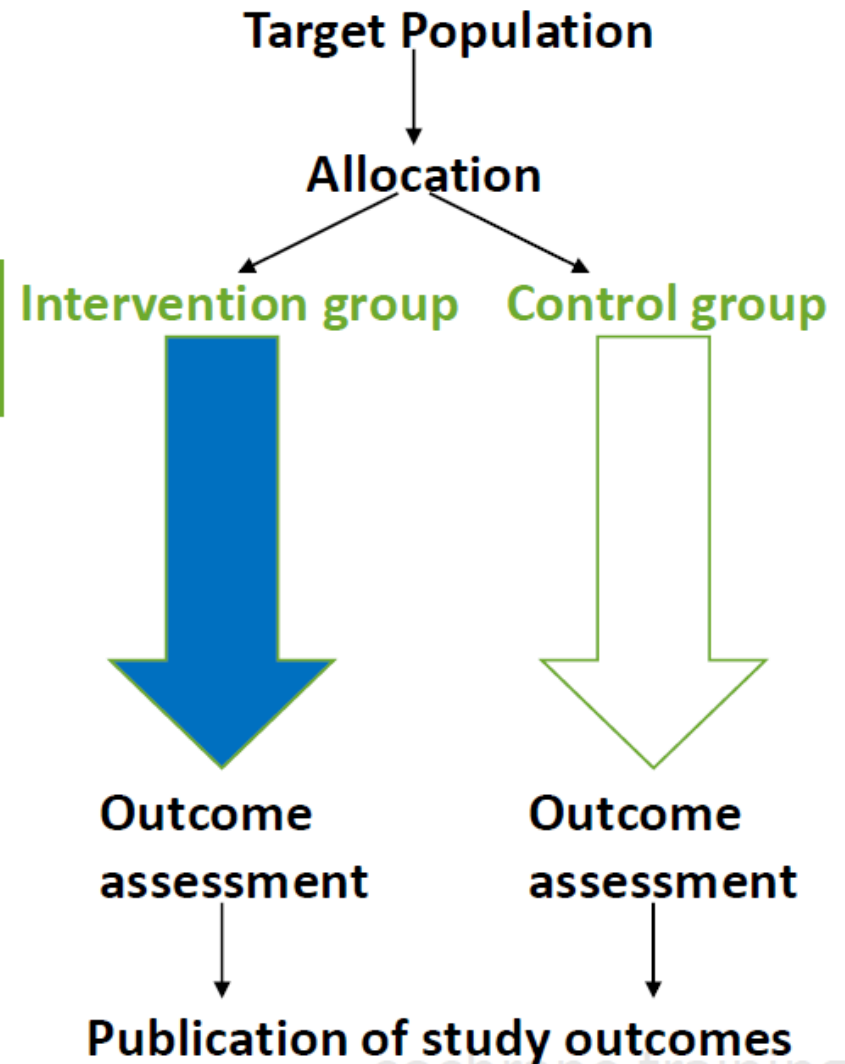 Target Population
Allocation
Intervention group Control group
Outcome assessment
Outcome assessment
Publication of study outcomes